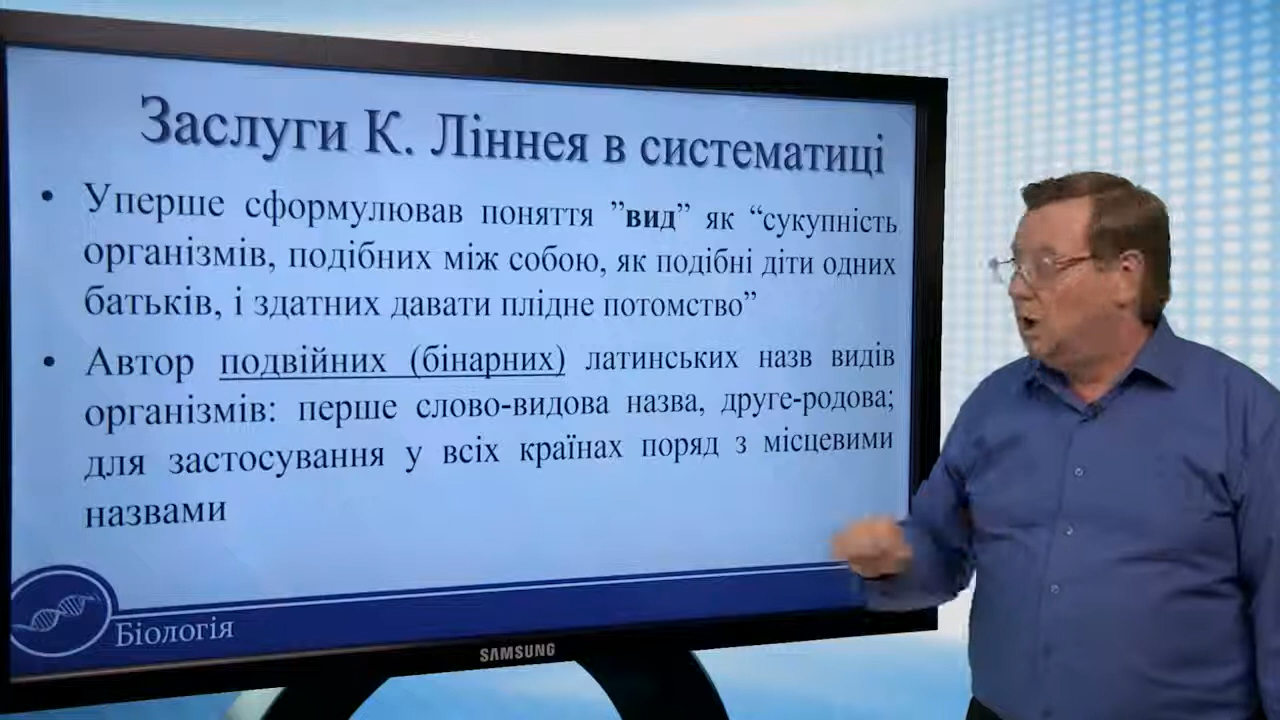 Заслуги К. Ліннея в систематиці
• Уперше сформулював поняття ”вид” як “сукупність
організмів, подібних між собою, як подібні діти одних
батьків, і здатних давати плідне потомство”
• Автор подвійних (бінарних) латинських назв видів
організмів: перше слово-видова назва, друге-родова;
для застосування у всіх країнах поряд з місцевими
назвами
Біологія
SAMSUNG